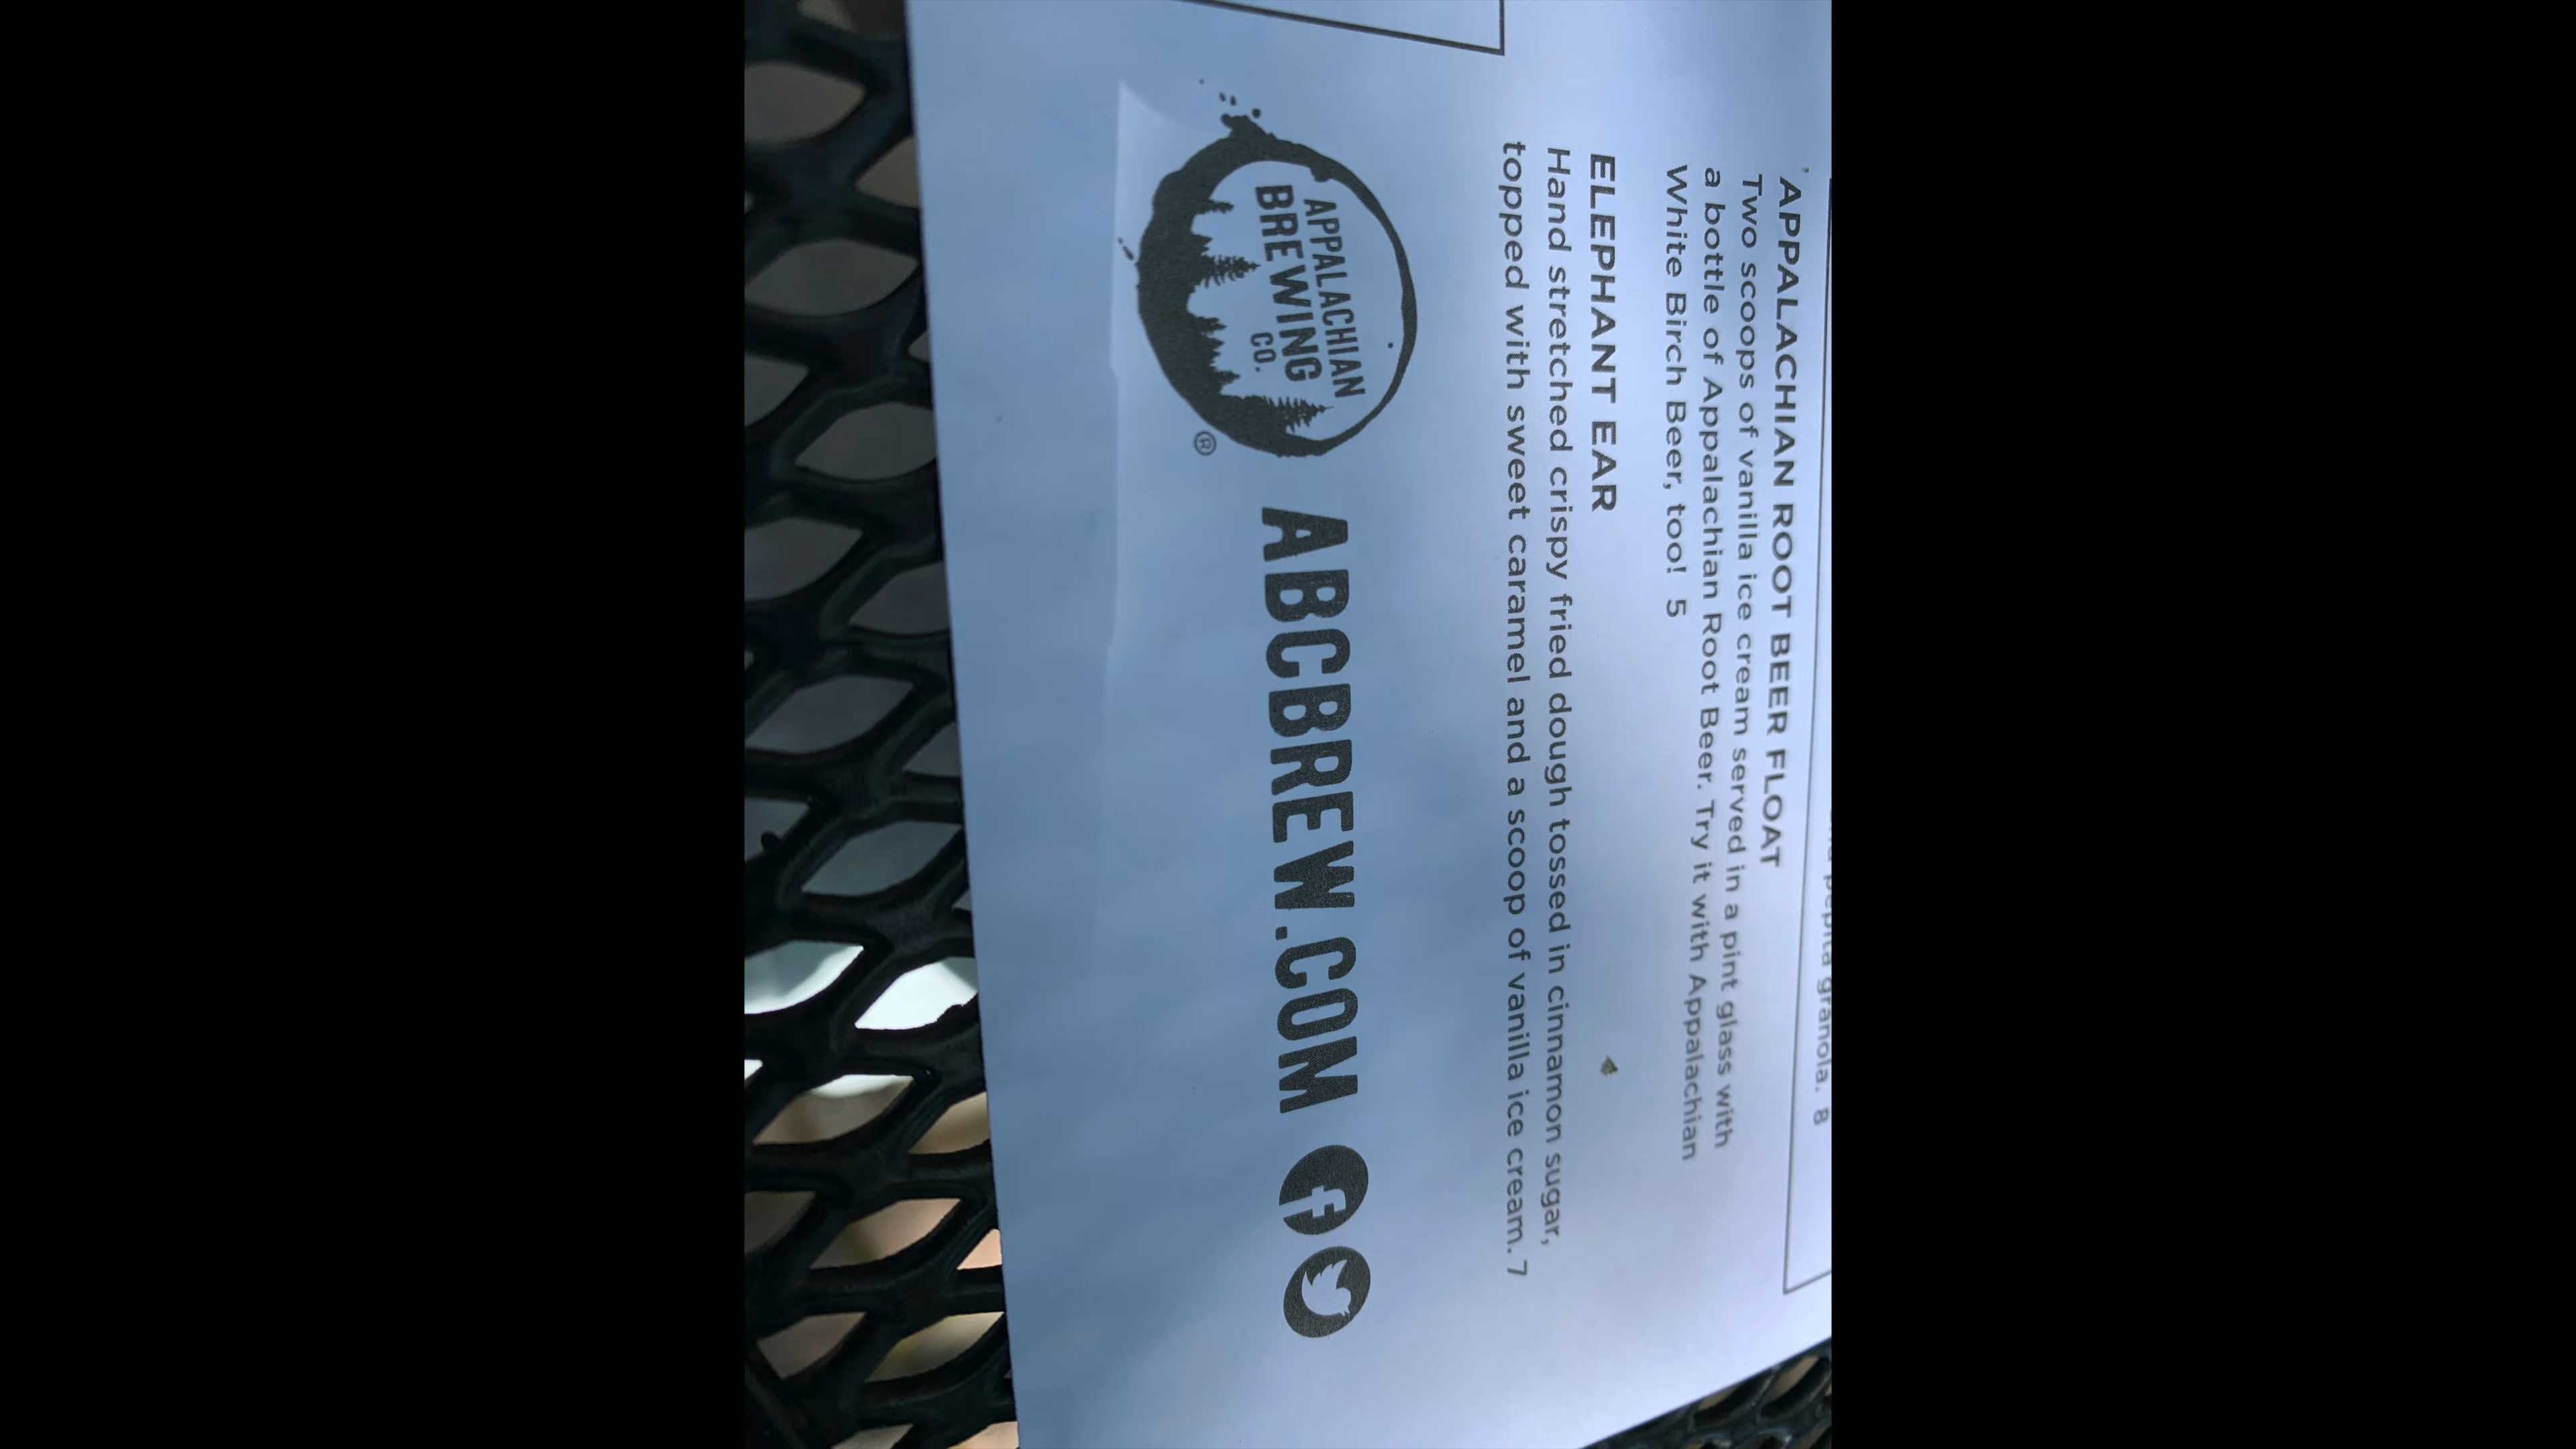 granola. 8
APPALACHIAN ROOT BEER FLOAT
Two scoops of vanilla ice cream served in a pint glass with
a bottle of Appalachian Root Beer. Try it with Appalachian
White Birch Beer, too! 5
ELEPHANT EAR
Hand stretched crispy fried dough tossed in cinnamon sugar,
topped with sweet caramel and a scoop of vanilla ice cream. 7
APPALACHIAN
BREWING
CO.
®
ABCBREW.COM